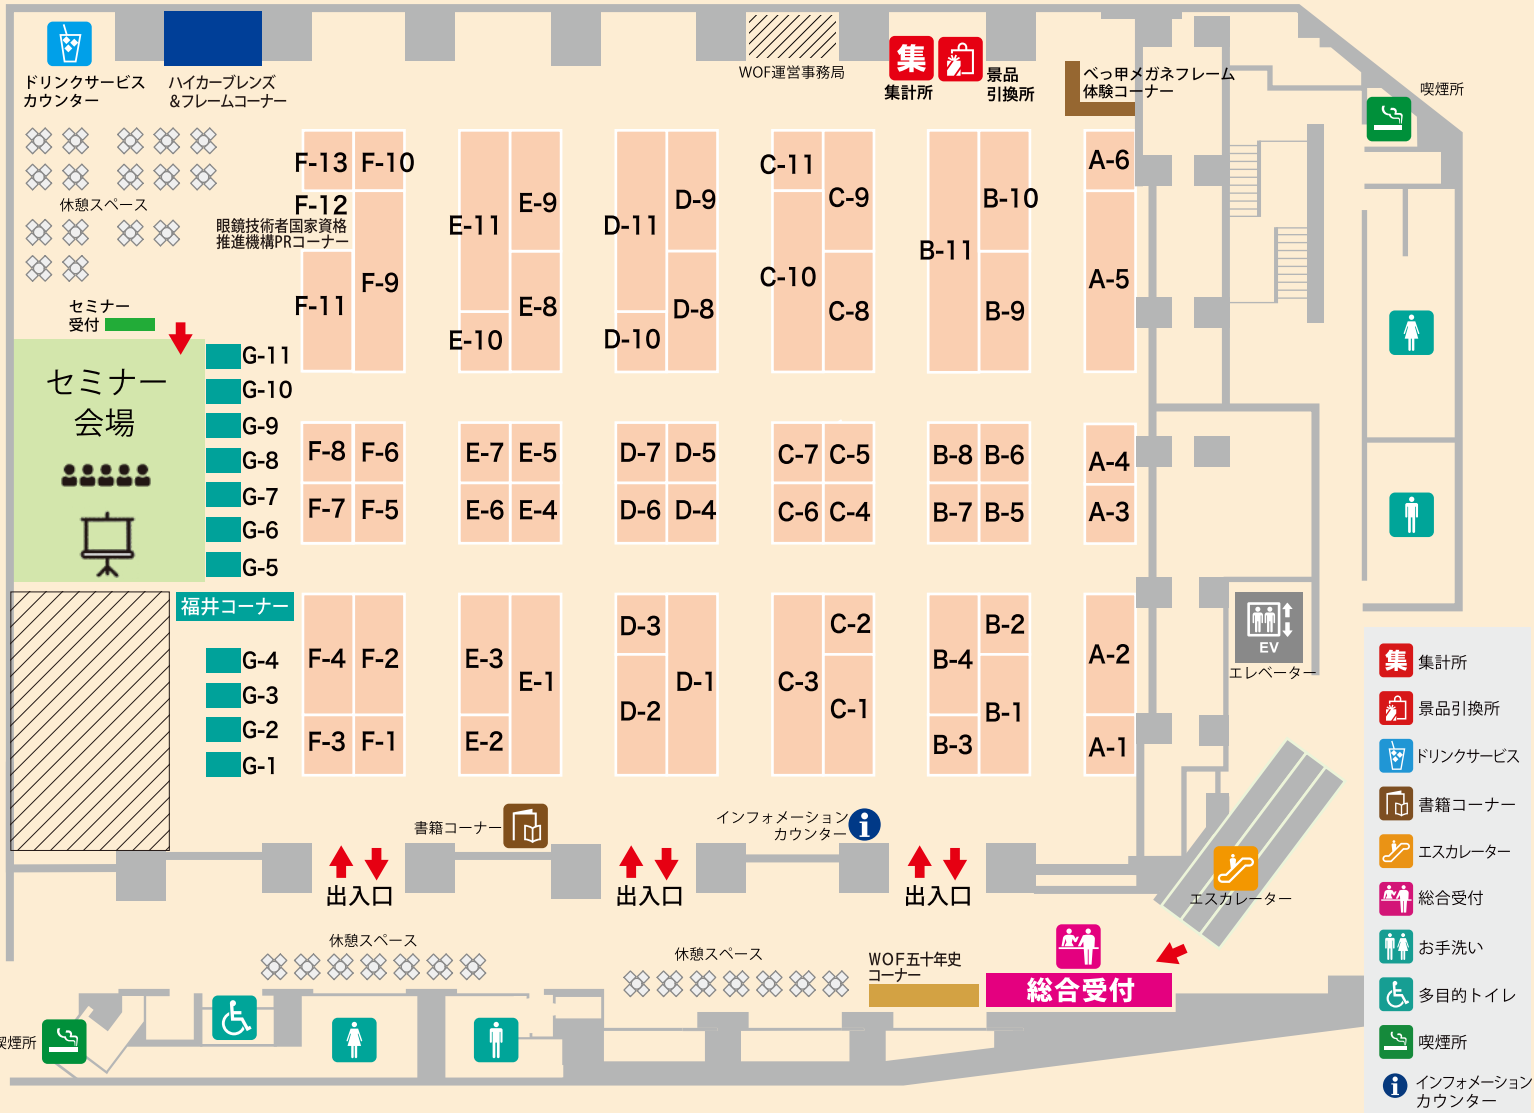 ドリンクサービス
カウンター
ハイカーブレンズ
&フレームコーナー
WOF運営事務局
集
集計所
景品
引換所
べっ甲メガネフレーム
体験コーナー
喫煙所
休憩スペース
F-13
F-10
F-12
眼鏡技術者国家資格
推進機構PRコーナー
F-11
F-9
E-11
E-9
E-8
E-10
D-11
D-9
D-8
D-10
C-11
C-9
C-10
C-8
B-11
B-10
B-9
A-6
A-5
セミナー
受付
セミナー
会場
G-11
G-10
G-9
G-8
G-7
G-6
G-5
福井コーナー
G-4
G-3
G-2
G-1
F-8
F-6
F-7
F-5
E-7
E-5
E-6
E-4
D-7
D-5
D-6
D-4
C-7
C-5
C-6
C-4
B-8
B-6
B-7
B-5
A-4
A-3
F-4
F-2
F-3
F-1
E-3
E-1
E-2
D-3
D-1
D-2
C-2
C-3
C-1
B-2
B-4
B-1
B-3
A-2
A-1
EV
エレベーター
書籍コーナー
インフォメーション
カウンター
i
出入口
出入口
出入口
エスカレーター
休憩スペース
休憩スペース
WOF五十年史
コーナー
総合受付
喫煙所
集
集計所
景品引換所
ドリンクサービス
書籍コーナー
エスカレーター
総合受付
お手洗い
多目的トイレ
喫煙所
i
インフォメーション
カウンター